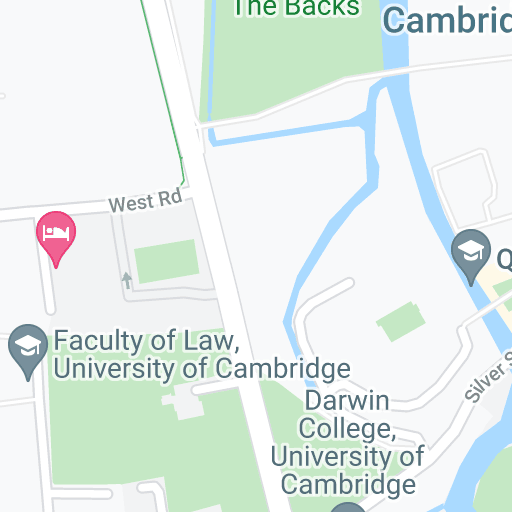 The Backs
Cambrid
West Rd
Q
Faculty of Law,
University of Cambridge
Silver S
Darwin
College,
University of
Cambridge